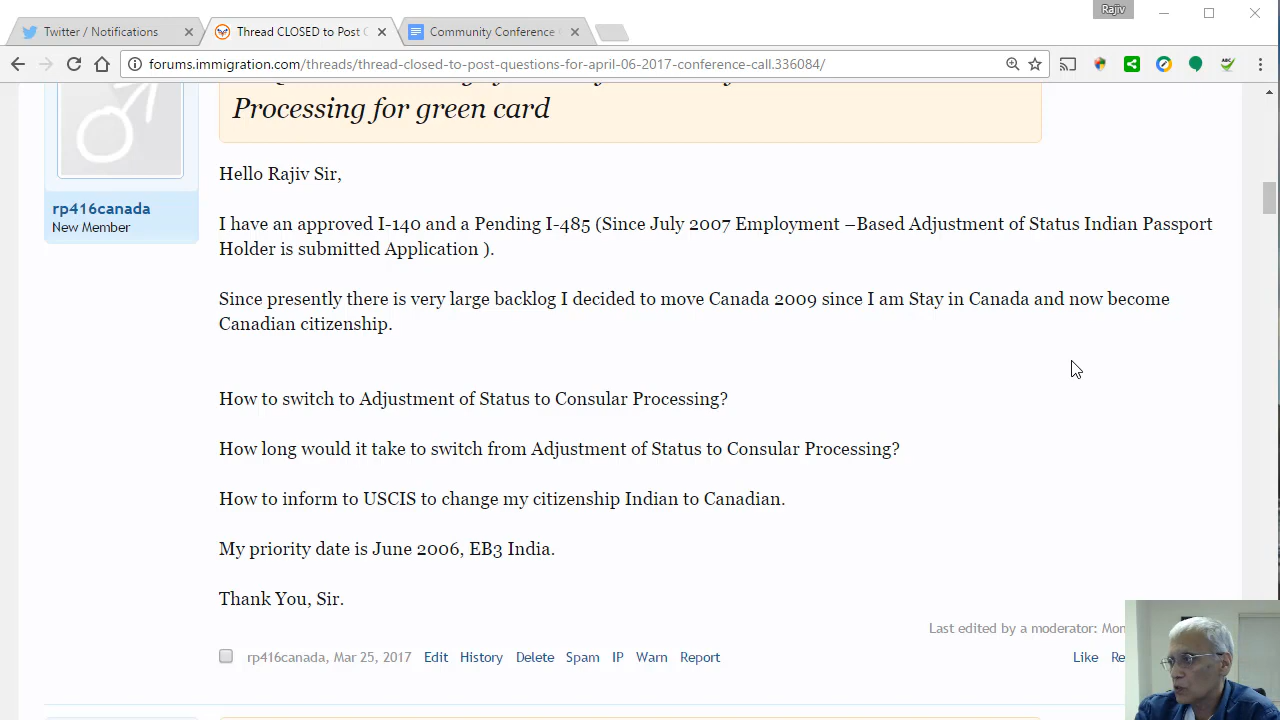 Rajiv
Twitter / Notifications
Thread CLOSED to Post
Community Conference
forums.immigration.com/threads/thread-closed-to-post-questions-for-april-06-2017-conference-call.336084/
ABC
Processing for green card
rp416canada
New Member
Hello Rajiv Sir,
I have an approved I-140 and a Pending I-485 (Since July 2007 Employment –Based Adjustment of Status Indian Passport
Holder is submitted Application ).
Since presently there is very large backlog I decided to move Canada 2009 since I am Stay in Canada and now become
Canadian citizenship.
How to switch to Adjustment of Status to Consular Processing?
How long would it take to switch from Adjustment of Status to Consular Processing?
How to inform to USCIS to change my citizenship Indian to Canadian.
My priority date is June 2006, EB3 India.
Thank You, Sir.
Last edited by a moderator:
rp416canada, Mar 25, 2017 Edit History Delete Spam IP Warn Report Like